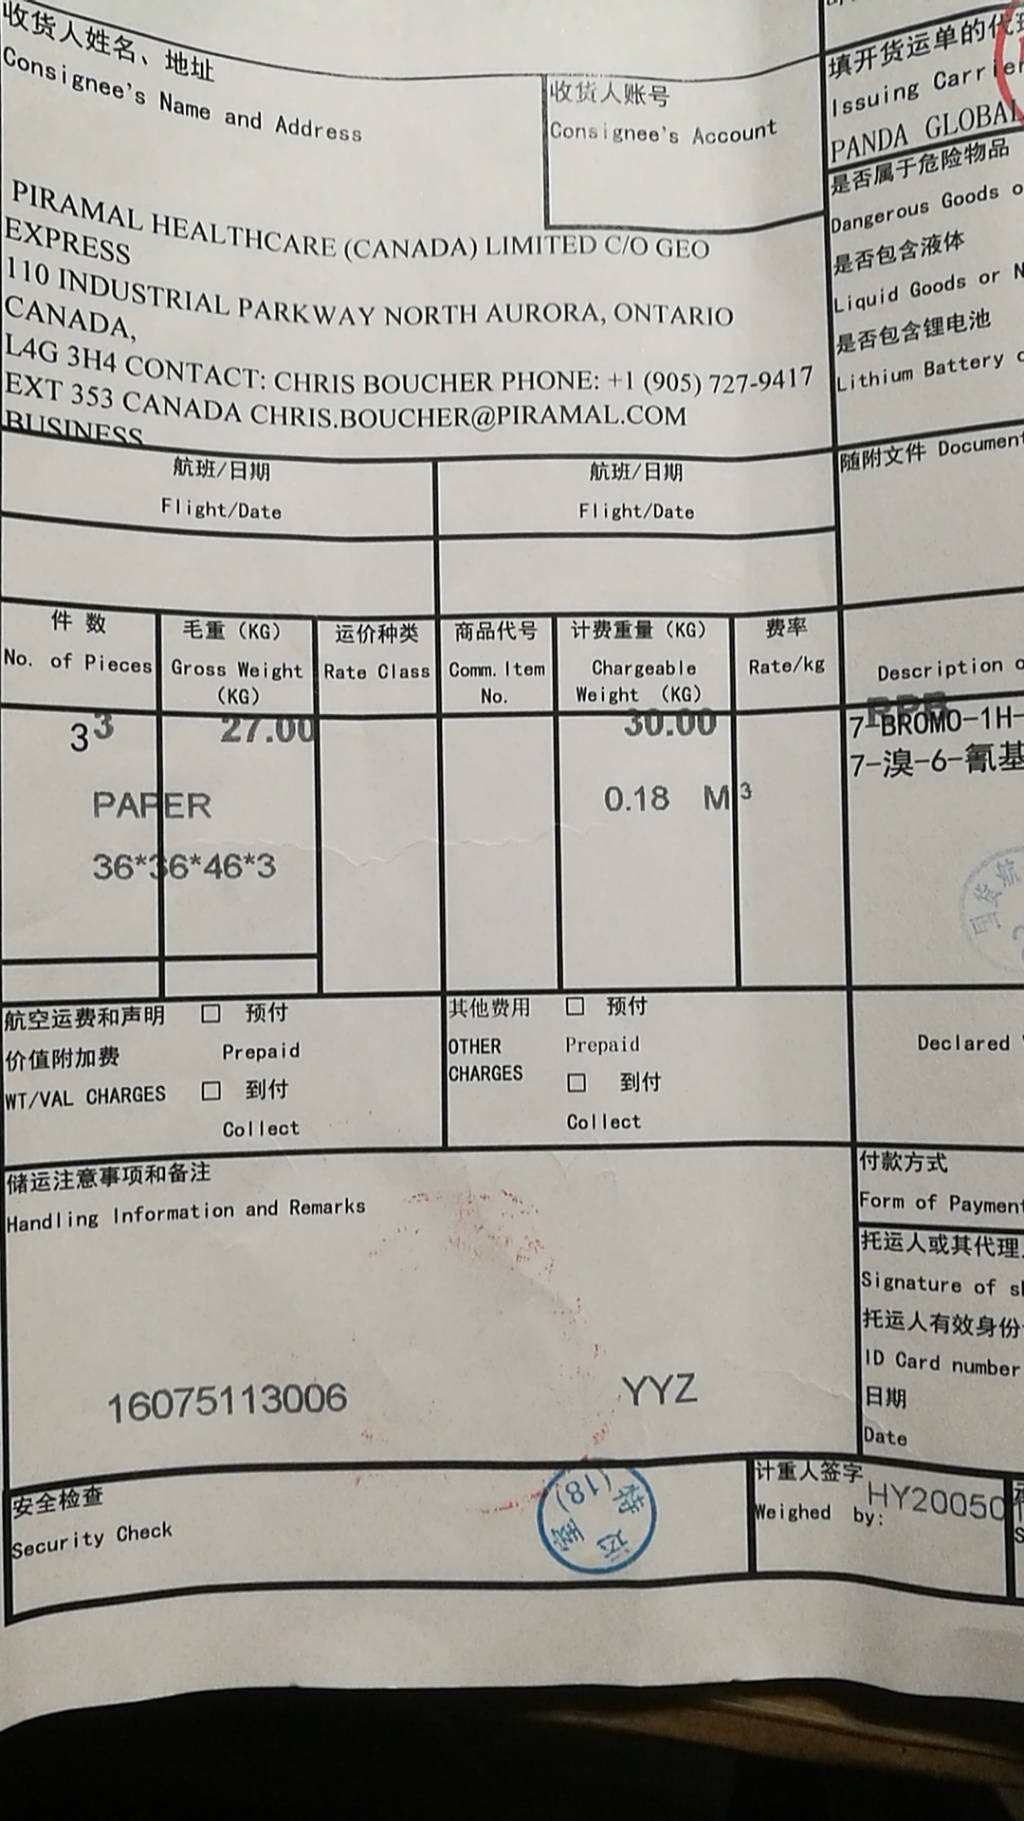 收货人姓名、地址
Consignee's Name and Address
收货人账号
Consignee's Account
PIRAMAL HEALTHCARE (CANADA) LIMITED C/O GEO
EXPRESS
110 INDUSTRIAL PARKWAY NORTH AURORA, ONTARIO
CANADA,
L4G 3H4 CONTACT: CHRIS BOUCHER PHONE: +1 (905) 727-9417
EXT 353 CANADA CHRIS.BOUCHER@PIRAMAL.COM
BUSINESS
填开货运单的代
Issuing Carrier
PANDA GLOBAL
是否属于危险物品
Dangerous Goods o
是否包含液体
Liquid Goods or N
是否包含锂电池
Lithium Battery o
航班/日期
Flight/Date
航班/日期
Flight/Date
随附文件 Document
件 数
No. of Pieces
毛重（KG）
Gross Weight
（KG）
运价种类
Rate Class
商品代号
Comm. Item
No.
计费重量（KG）
Chargeable
Weight （KG）
费率
Rate/kg
Description o
3 3
27.00
30.00
PPB
7-BROMO-1H-
7-溴-6-氰基
PAPER
0.18 M3
36*36*46*3
航空运费和声明
价值附加费
WT/VAL CHARGES
□ 预付
Prepaid
□ 到付
Collect
其他费用
OTHER
CHARGES
□ 预付
Prepaid
□ 到付
Collect
Declared
储运注意事项和备注
Handling Information and Remarks
16075113006
YYZ
付款方式
Form of Payment
托运人或其代理
Signature of s
托运人有效身份
ID Card number
日期
Date
安全检查
Security Check
(18)
计重人签字
Weighed by:
HY20050